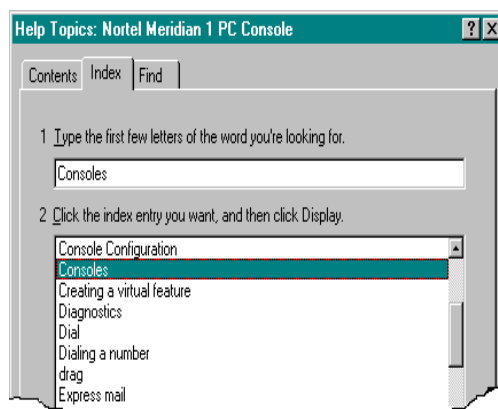 Help Topics: Nortel Meridian 1 PC Console
Contents Index Find
1 Type the first few letters of the word you're looking for.
Consoles
2 Click the index entry you want, and then click Display.
Console Configuration
Consoles
Creating a virtual feature
Diagnostics
Dial
Dialing a number
drag
Express mail